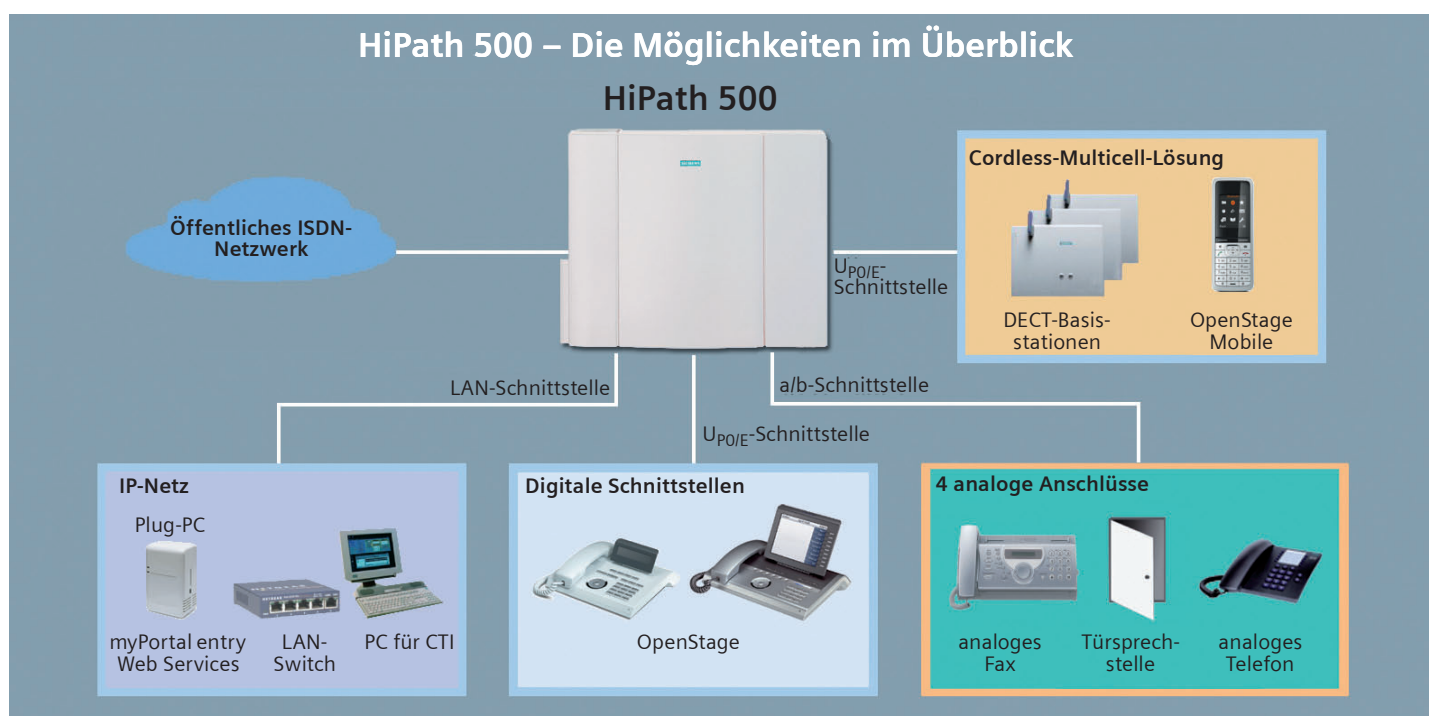 HiPath 500 – Die Möglichkeiten im Überblick
HiPath 500
Öffentliches ISDN-
Netzwerk
UP0/E-
Schnittstelle
Cordless-Multicell-Lösung
DECT-Basis-
stationen
OpenStage
Mobile
LAN-Schnittstelle
UP0/E-Schnittstelle
a/b-Schnittstelle
IP-Netz
Plug-PC
myPortal entry
Web Services
LAN-
Switch
PC für CTI
Digitale Schnittstellen
OpenStage
4 analoge Anschlüsse
analoges
Fax
Türsprech-
stelle
analoges
Telefon